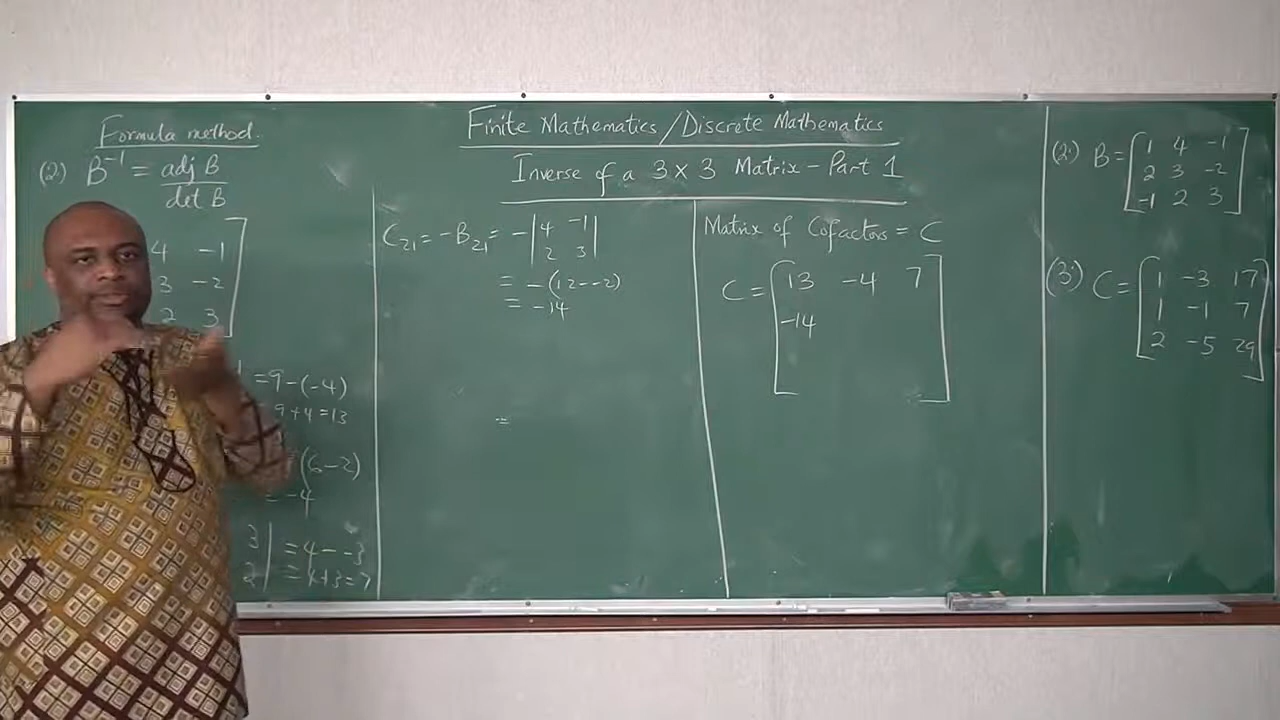 Finite Mathematics/Discrete Mathematics
Inverse of a 3×3 Matrix – Part 1
Formula method.
(2.) B⁻¹ = adj B
det B
4 -1
3 -2
2 3
= 9-(-4)
9+4=13
(6-2)
= -4
3 | = 4--3
2 | = 4+3=7
C₂₁ = -B₂₁ = - | 4 -1 |
2 3
= -(12--2)
= -14
=
Matrix of Cofactors = C
C = [ 13 -4 7
-14 ]
(2.) B = [ 1 4 -1
2 3 -2
-1 2 3 ]
(3.) C = [ 1 -3 17
1 -1 7
2 -5 29 ]